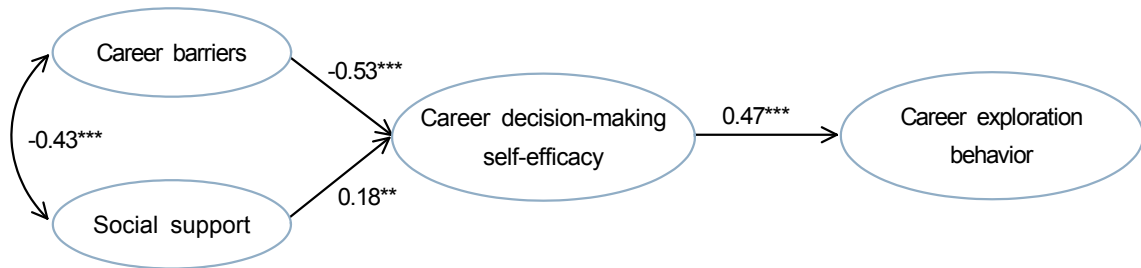 Career barriers
-0.53***
-0.43***
Career decision-making
self-efficacy
0.47***
Career exploration
behavior
0.18**
Social support